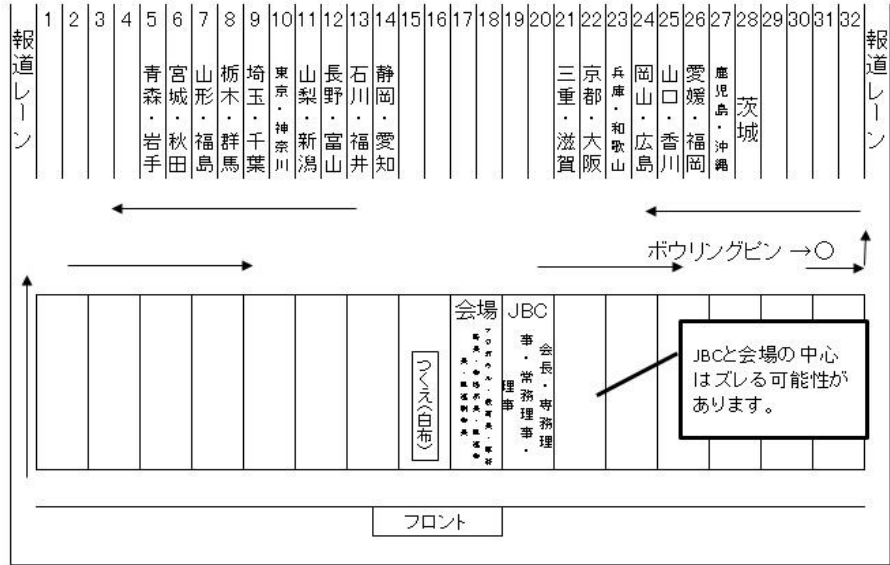 報道レーン
1 2 3 4 5 6 7 8 9 10 11 12 13 14 15 16 17 18 19 20 21 22 23 24 25 26 27 28 29 30 31 32
報道レーン
青森・岩手
宮城・秋田
山形・福島
栃木・群馬
埼玉・千葉
東京・神奈川
山梨・新潟
長野・富山
石川・福井
静岡・愛知
三重・滋賀
京都・大阪
兵庫・和歌山
岡山・広島
山口・香川
愛媛・福岡
鹿児島・沖縄
茨城
ボウリングピン →○
会場
JBC
会長・専務理
事・常務理事・
理事
つくえ(白布)
JBCと会場の中心
はズレる可能性が
あります。
フロント